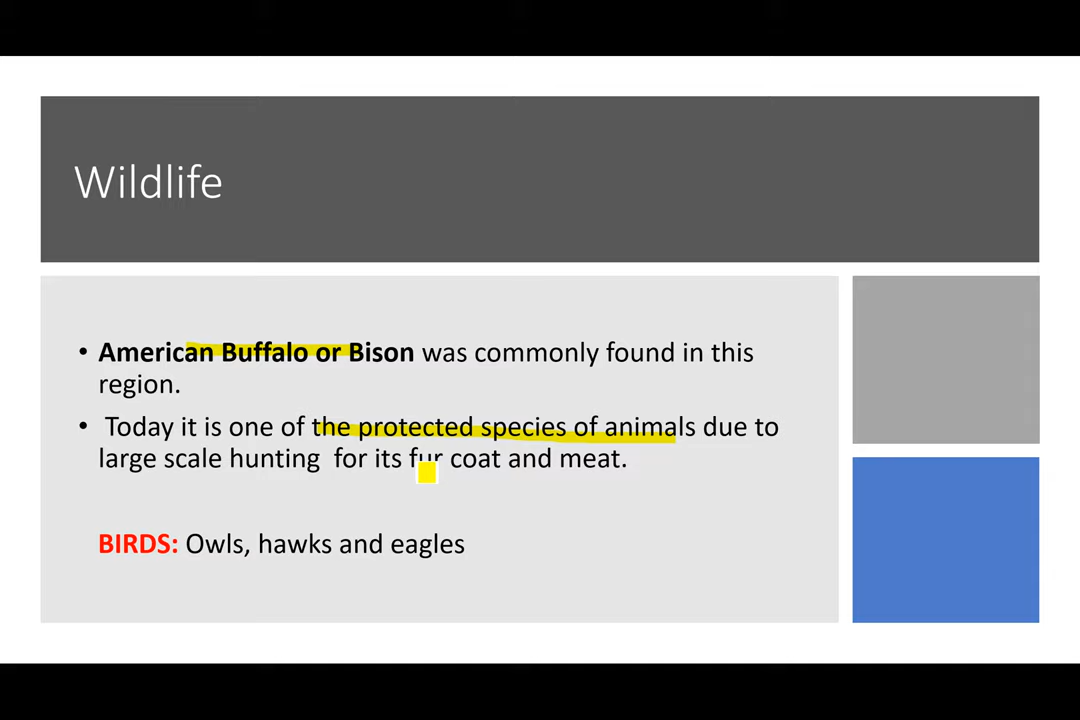 Wildlife
• American Buffalo or Bison was commonly found in this
region.
• Today it is one of the protected species of animals due to
large scale hunting for its fur coat and meat.
BIRDS: Owls, hawks and eagles